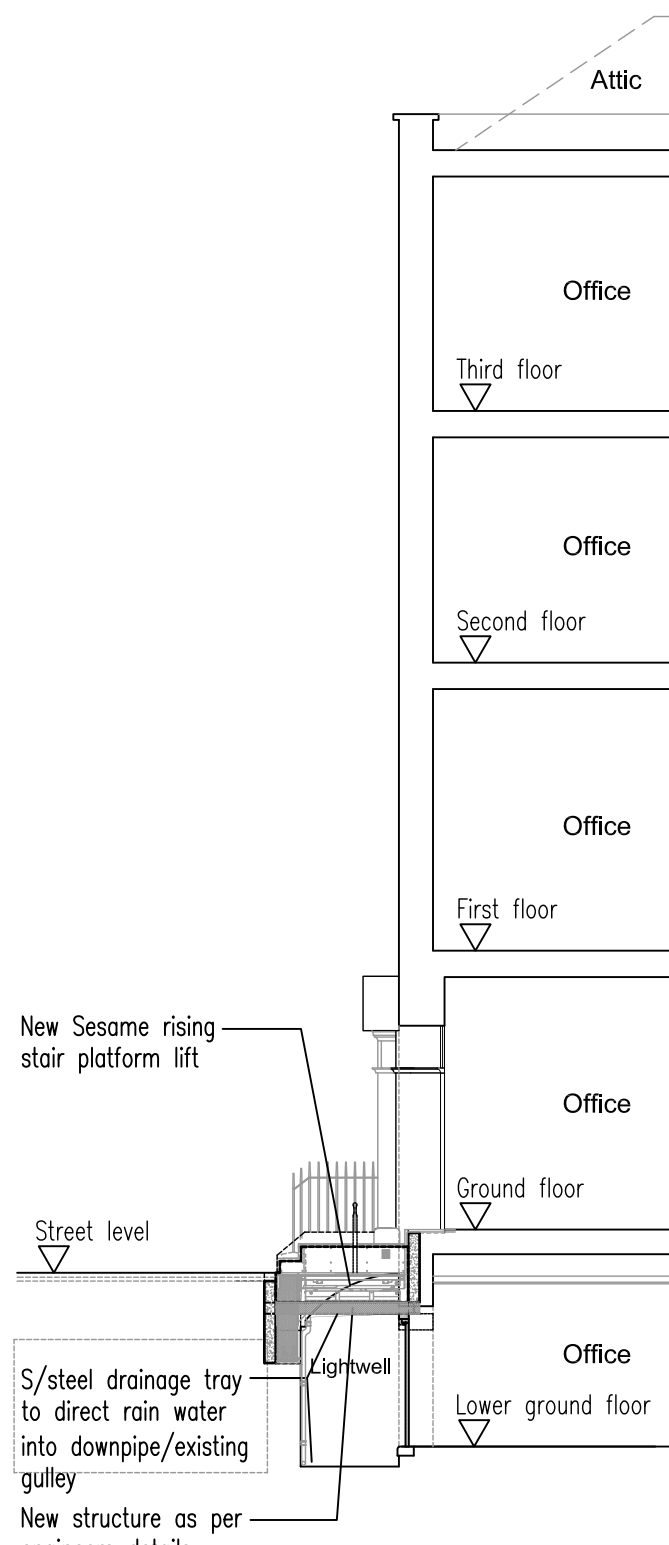 Attic
Office
Third floor
Office
Second floor
Office
First floor
New Sesame rising
stair platform lift
Office
Ground floor
Street level
Lightwell
Office
S/steel drainage tray
to direct rain water
into downpipe/existing
gulley
Lower ground floor
New structure as per